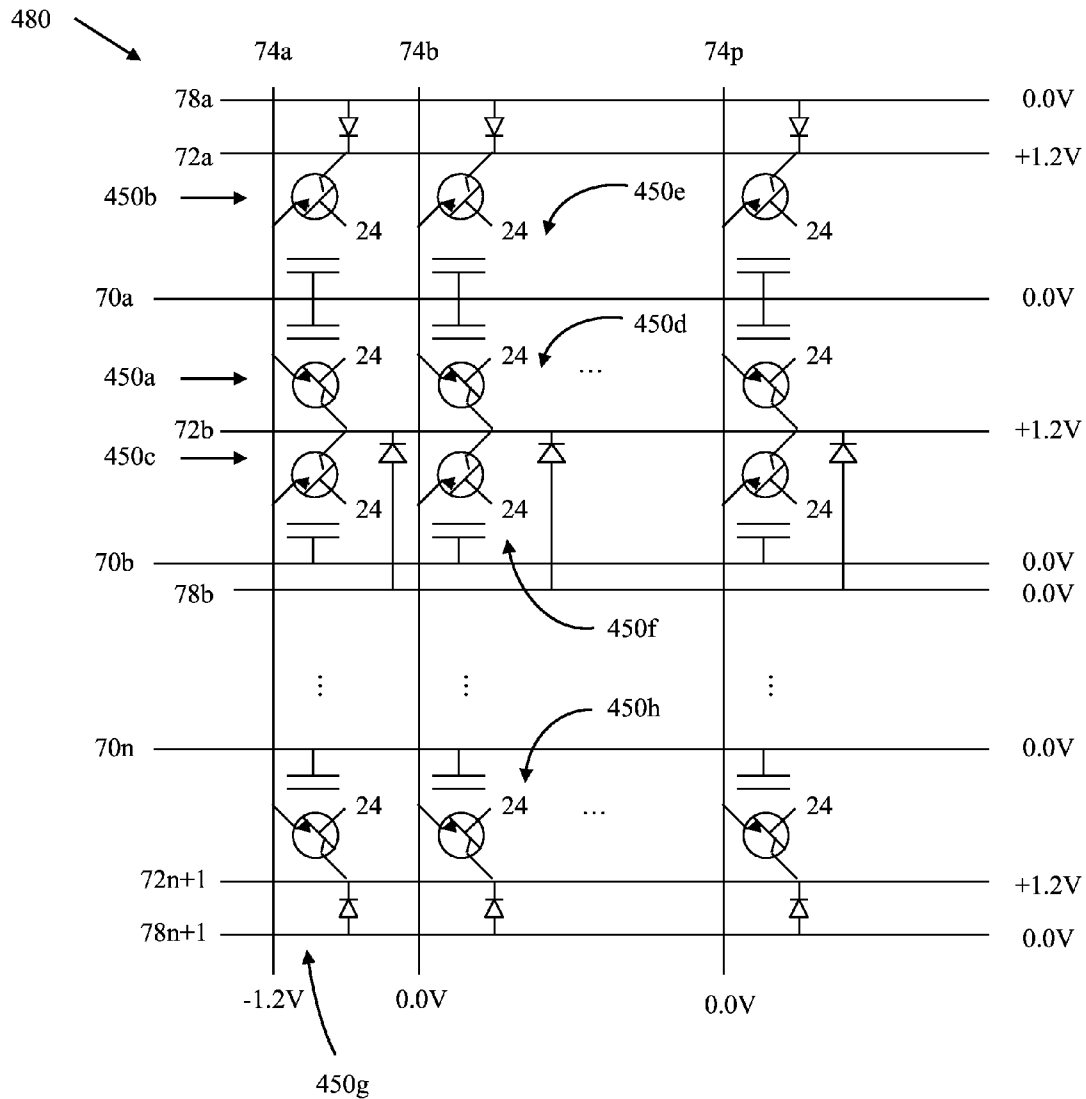 480
74a 74b 74p
78a 0.0V
72a +1.2V
450b 450e
24 24 24
70a 0.0V
450d
24 24 24
450a ...
72b +1.2V
450c
24 24 24
70b 0.0V
78b 0.0V
450f
⋮ ⋮ ⋮
450h
70n 0.0V
24 24 24
...
72n+1 +1.2V
78n+1 0.0V
-1.2V 0.0V 0.0V
450g